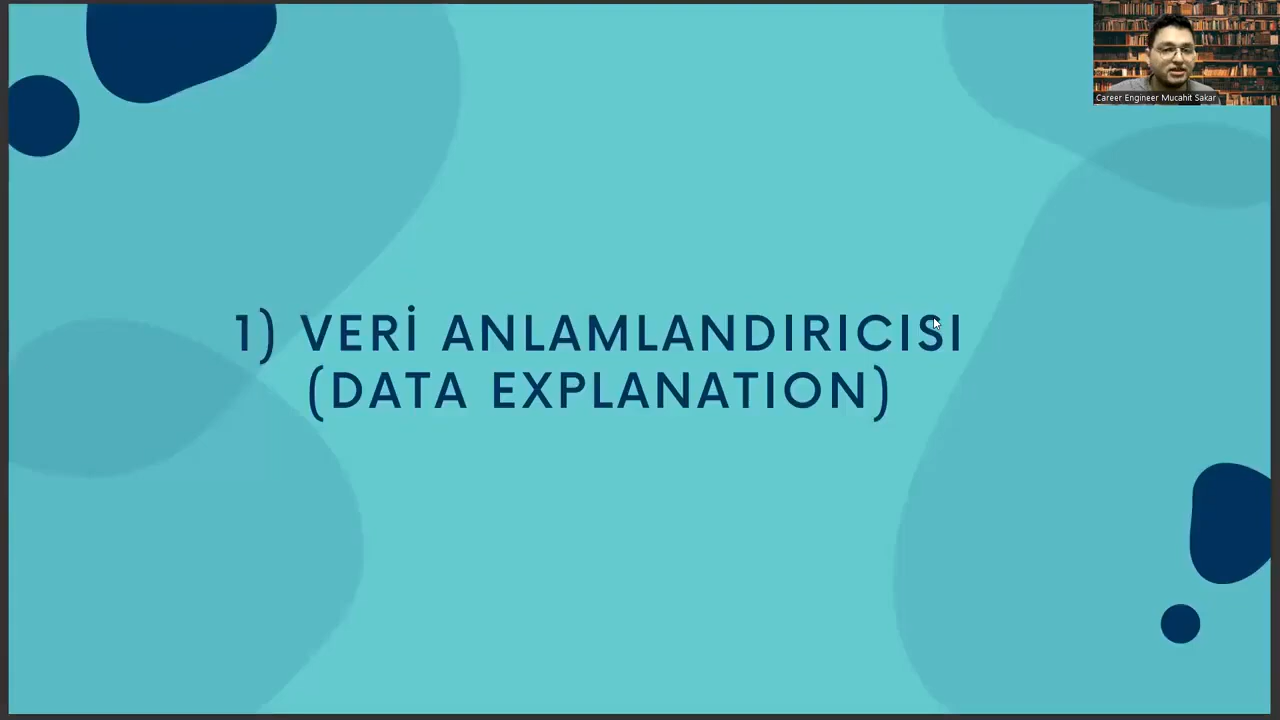 Career Engineer Mucahit Sakar
1) VERİ ANLAMLANDIRICISI
(DATA EXPLANATION)